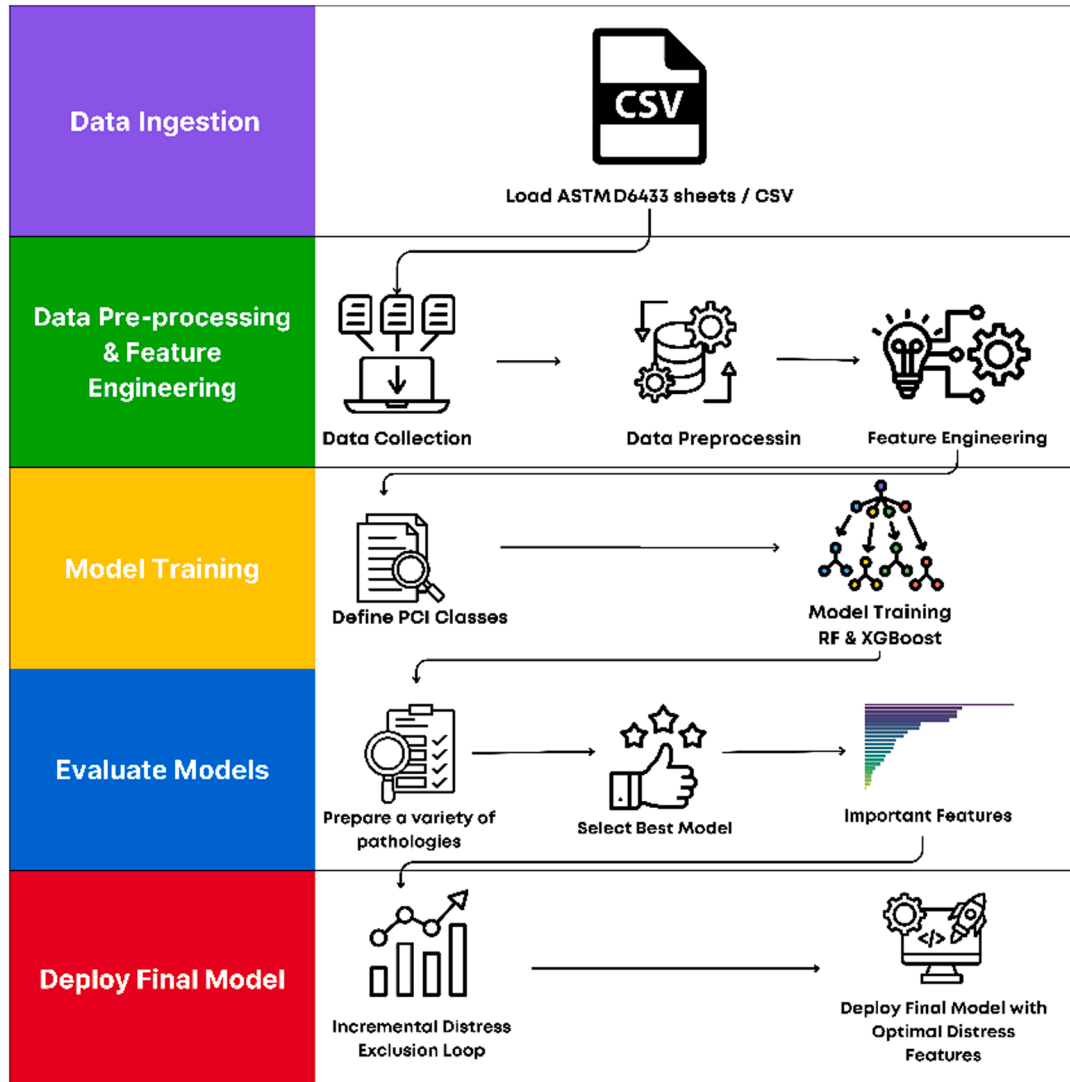 Data Ingestion
CSV
Load ASTM D6433 sheets / CSV
Data Pre-processing
& Feature
Engineering
Data Collection
Data Preprocessin
Feature Engineering
Model Training
Define PCI Classes
Model Training
RF & XGBoost
Evaluate Models
Prepare a variety of
pathologies
Select Best Model
Important Features
Deploy Final Model
</>
Incremental Distress
Exclusion Loop
Deploy Final Model with
Optimal Distress
Features